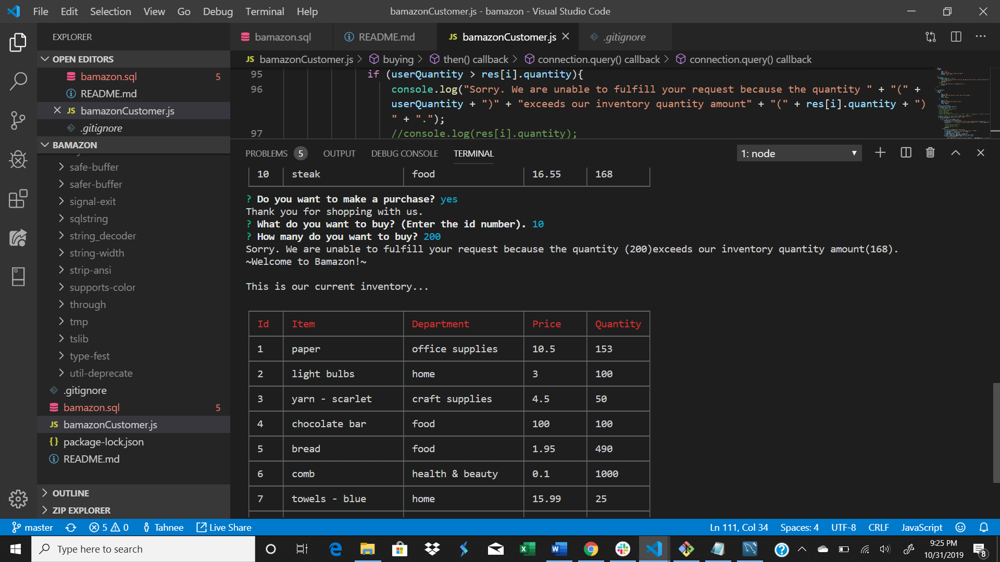 File Edit Selection View Go Debug Terminal Help
bamazonCustomer.js - bamazon - Visual Studio Code
EXPLORER
OPEN EDITORS
bamazon.sql 5
README.md
JS bamazonCustomer.js
.gitignore
BAMAZON
safe-buffer
safer-buffer
signal-exit
sqlstring
string_decoder
string-width
strip-ansi
supports-color
through
tmp
tslib
type-fest
util-deprecate
.gitignore
bamazon.sql 5
JS bamazonCustomer.js
{} package-lock.json
README.md
OUTLINE
ZIP EXPLORER
bamazon.sql README.md JS bamazonCustomer.js .gitignore
JS bamazonCustomer.js > buying > then() callback > connection.query() callback > connection.query() callback
95 if (userQuantity > res[i].quantity){
96 console.log("Sorry. We are unable to fulfill your request because the quantity " + "(" +
userQuantity + ")" + "exceeds our inventory quantity amount" + "(" + res[i].quantity + ")
" + ".");
97 //console.log(res[i].quantity);
PROBLEMS 5 OUTPUT DEBUG CONSOLE TERMINAL 1: node
10 steak food 16.55 168
? Do you want to make a purchase? yes
Thank you for shopping with us.
? What do you want to buy? (Enter the id number). 10
? How many do you want to buy? 200
Sorry. We are unable to fulfill your request because the quantity (200)exceeds our inventory quantity amount(168).
~Welcome to Bamazon!~
This is our current inventory...
Id Item Department Price Quantity
1 paper office supplies 10.5 153
2 light bulbs home 3 100
3 yarn - scarlet craft supplies 4.5 50
4 chocolate bar food 100 100
5 bread food 1.95 490
6 comb health & beauty 0.1 1000
7 towels - blue home 15.99 25
master 5 0 Tahnee Live Share Ln 111, Col 34 Spaces: 4 UTF-8 CRLF JavaScript
Type here to search
9:25 PM
10/31/2019
8